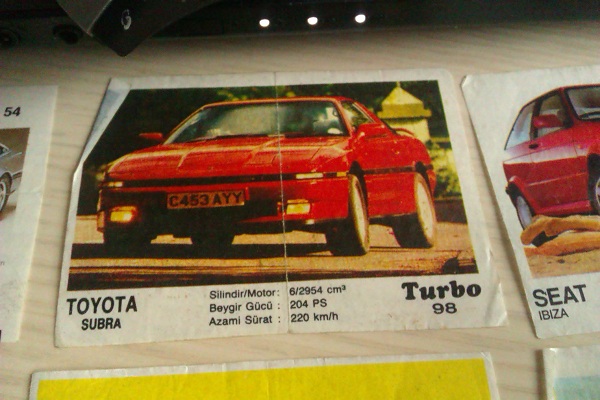 54
C453 AYY
TOYOTA
SUBRA
Silindir/Motor: 6/2954 cm³
Beygir Gücü : 204 PS
Azami Sürat : 220 km/h
Turbo
98
SEAT
IBIZA